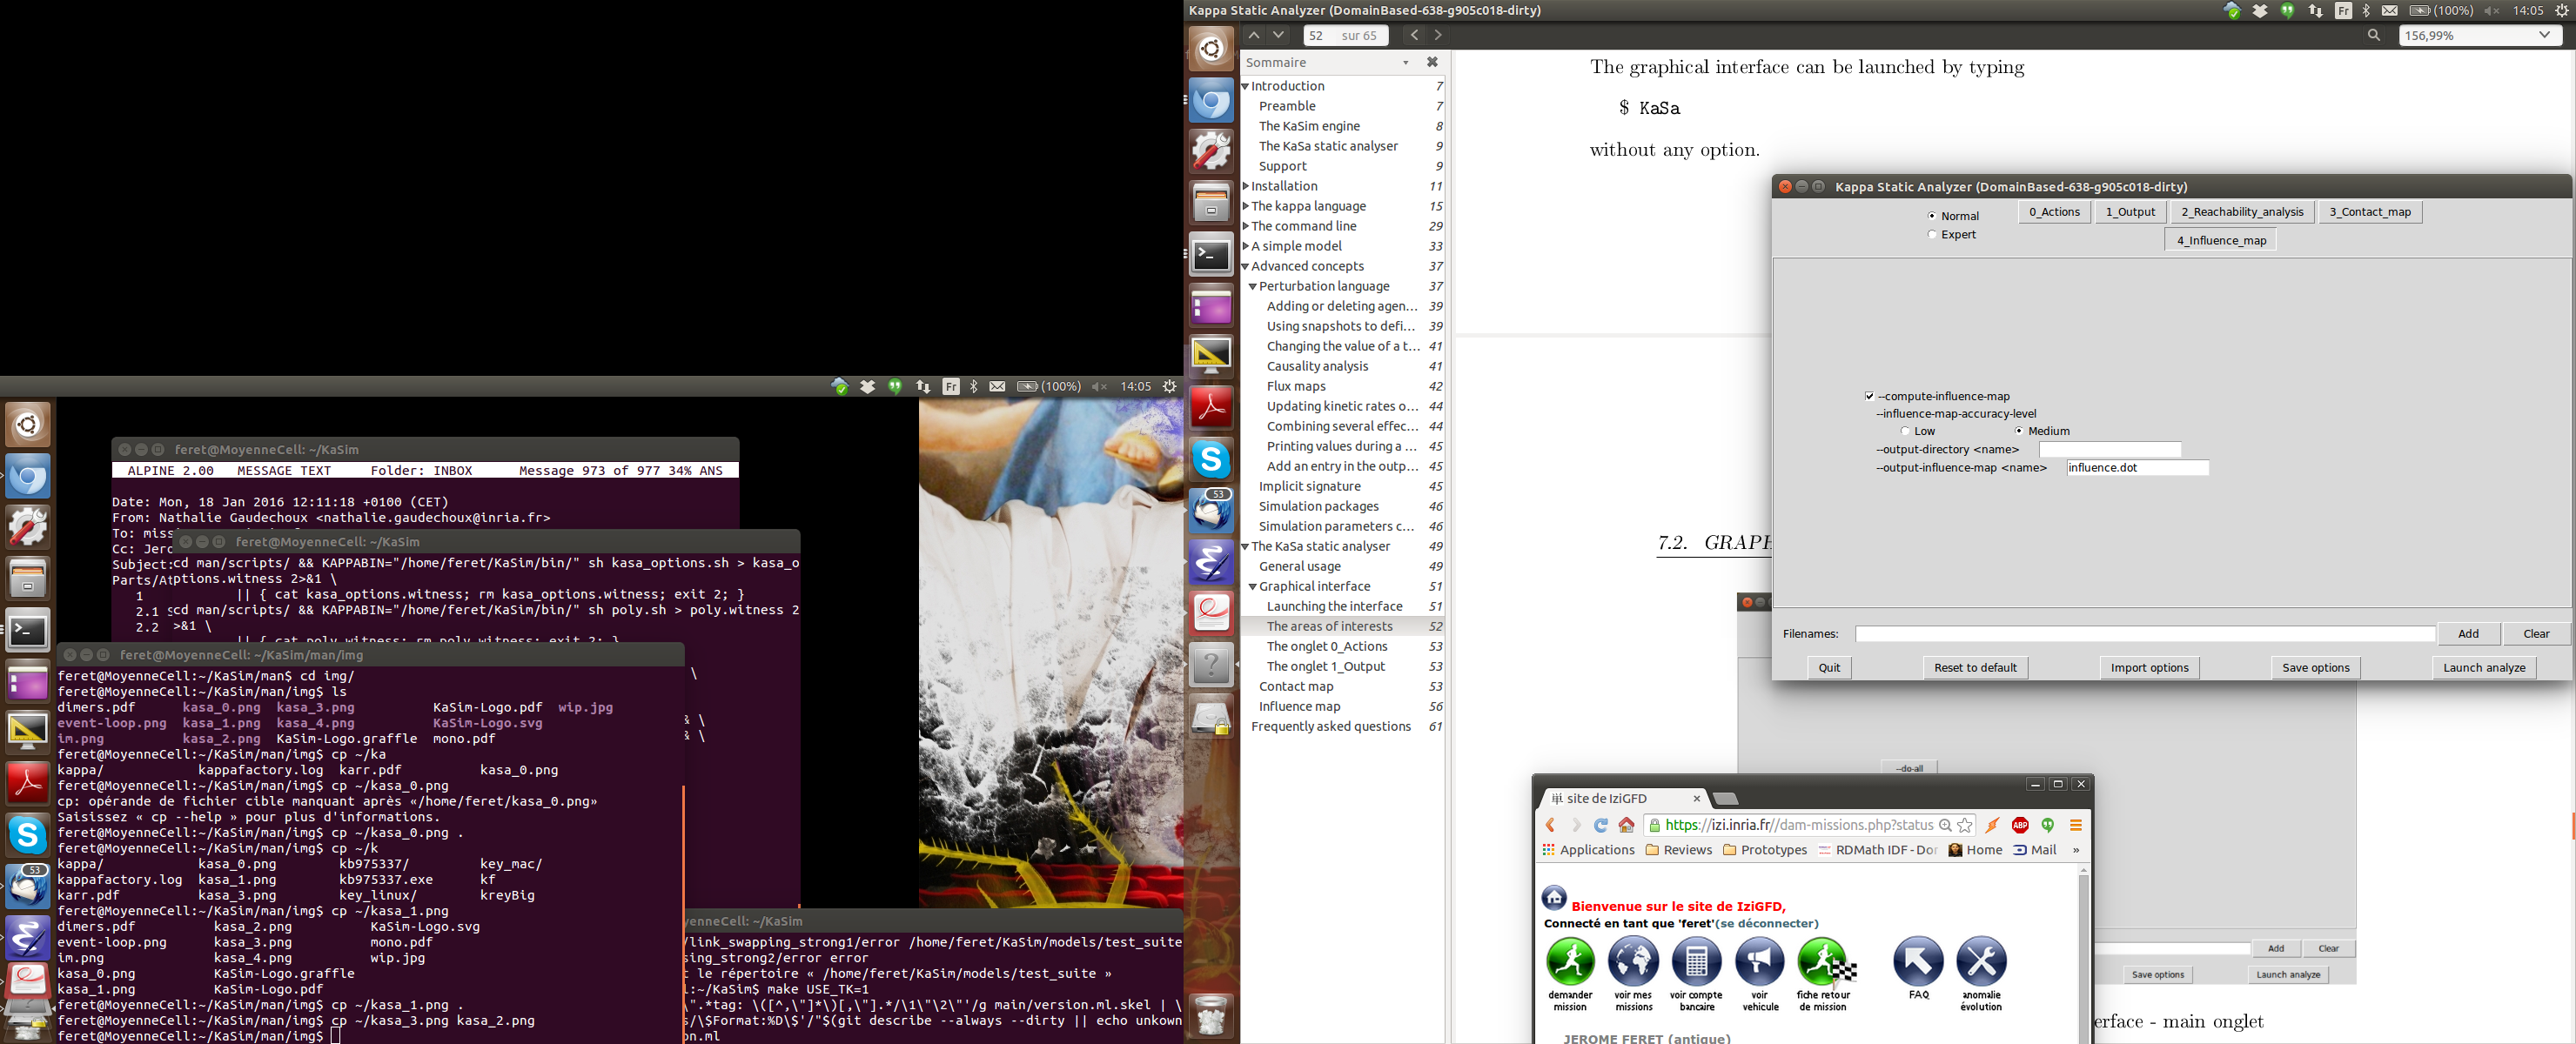 Kappa Static Analyzer (DomainBased-638-g905c018-dirty)
Fr
(100%)
14:05
52 sur 65
156,99%
Sommaire
Introduction 7
Preamble 7
The KaSim engine 8
The KaSa static analyser 9
Support 9
Installation 11
The kappa language 15
The command line 29
A simple model 33
Advanced concepts 37
Perturbation language 37
Adding or deleting agen... 39
Using snapshots to defi... 39
Changing the value of a t... 41
Causality analysis 41
Flux maps 42
Updating kinetic rates o... 44
Combining several effec... 44
Printing values during a ... 45
Add an entry in the outp... 45
Implicit signature 45
Simulation packages 46
Simulation parameters c... 46
The KaSa static analyser 49
General usage 49
Graphical interface 51
Launching the interface 51
The areas of interests 52
The onglet 0_Actions 53
The onglet 1_Output 53
Contact map 53
Influence map 56
Frequently asked questions 61
The graphical interface can be launched by typing
$ KaSa
without any option.
7.2. GRAPH
Kappa Static Analyzer (DomainBased-638-g905c018-dirty)
Normal
Expert
0_Actions
1_Output
2_Reachability_analysis
3_Contact_map
4_Influence_map
--compute-influence-map
--influence-map-accuracy-level
Low
Medium
--output-directory <name>
--output-influence-map <name>
influence.dot
Filenames:
Add
Clear
Quit
Reset to default
Import options
Save options
Launch analyze
--do-all
Add
Clear
Save options
Launch analyze
erface - main onglet
site de IziGFD
https://izi.inria.fr//dam-missions.php?status
ABP
Applications
Reviews
Prototypes
RDMath IDF - Dor
Home
Mail
»
Bienvenue sur le site de IziGFD,
Connecté en tant que 'feret'(se déconnecter)
demander mission
voir mes missions
voir compte bancaire
voir vehicule
fiche retour de mission
FAQ
anomalie évolution
JEROME FERET (antique)
53
Fr
(100%)
14:05
53
feret@MoyenneCell: ~/KaSim
ALPINE 2.00 MESSAGE TEXT Folder: INBOX Message 973 of 977 34% ANS
Date: Mon, 18 Jan 2016 12:11:18 +0100 (CET)
From: Nathalie Gaudechoux <nathalie.gaudechoux@inria.fr>
To: miss
Cc: Jero
Subject:
Parts/At
1
2.1
2.2
feret@MoyenneCell: ~/KaSim
cd man/scripts/ && KAPPABIN="/home/feret/KaSim/bin/" sh kasa_options.sh > kasa_o
ptions.witness 2>&1 \
|| { cat kasa_options.witness; rm kasa_options.witness; exit 2; }
cd man/scripts/ && KAPPABIN="/home/feret/KaSim/bin/" sh poly.sh > poly.witness 2
>&1 \
|| { cat poly.witness; rm poly.witness; exit 2; }
\
& \
& \
feret@MoyenneCell: ~/KaSim/man/img
feret@MoyenneCell:~/KaSim/man$ cd img/
feret@MoyenneCell:~/KaSim/man/img$ ls
dimers.pdf kasa_0.png kasa_3.png KaSim-Logo.pdf wip.jpg
event-loop.png kasa_1.png kasa_4.png KaSim-Logo.svg
im.png kasa_2.png KaSim-Logo.graffle mono.pdf
feret@MoyenneCell:~/KaSim/man/img$ cp ~/ka
kappa/ kappafactory.log karr.pdf kasa_0.png
feret@MoyenneCell:~/KaSim/man/img$ cp ~/kasa_0.png
cp: opérande de fichier cible manquant après «/home/feret/kasa_0.png»
Saisissez « cp --help » pour plus d'informations.
feret@MoyenneCell:~/KaSim/man/img$ cp ~/kasa_0.png .
feret@MoyenneCell:~/KaSim/man/img$ cp ~/k
kappa/ kasa_0.png kb975337/ key_mac/
kappafactory.log kasa_1.png kb975337.exe kf
karr.pdf kasa_3.png key_linux/ kreyBig
feret@MoyenneCell:~/KaSim/man/img$ cp ~/kasa_1.png
dimers.pdf kasa_2.png KaSim-Logo.svg
event-loop.png kasa_3.png mono.pdf
im.png kasa_4.png wip.jpg
kasa_0.png KaSim-Logo.graffle
kasa_1.png KaSim-Logo.pdf
feret@MoyenneCell:~/KaSim/man/img$ cp ~/kasa_1.png .
feret@MoyenneCell:~/KaSim/man/img$ cp ~/kasa_3.png kasa_2.png
feret@MoyenneCell:~/KaSim/man/img$
yenneCell: ~/KaSim
/link_swapping_strong1/error /home/feret/KaSim/models/test_suite
sing_strong2/error error
t le répertoire « /home/feret/KaSim/models/test_suite »
l:~/KaSim$ make USE_TK=1
\".*tag: \([^,\"]*\)[,\"].*/\1\"\2\"'/g main/version.ml.skel | \
s/\$Format:%D\$'/"$(git describe --always --dirty || echo unkown
on.ml